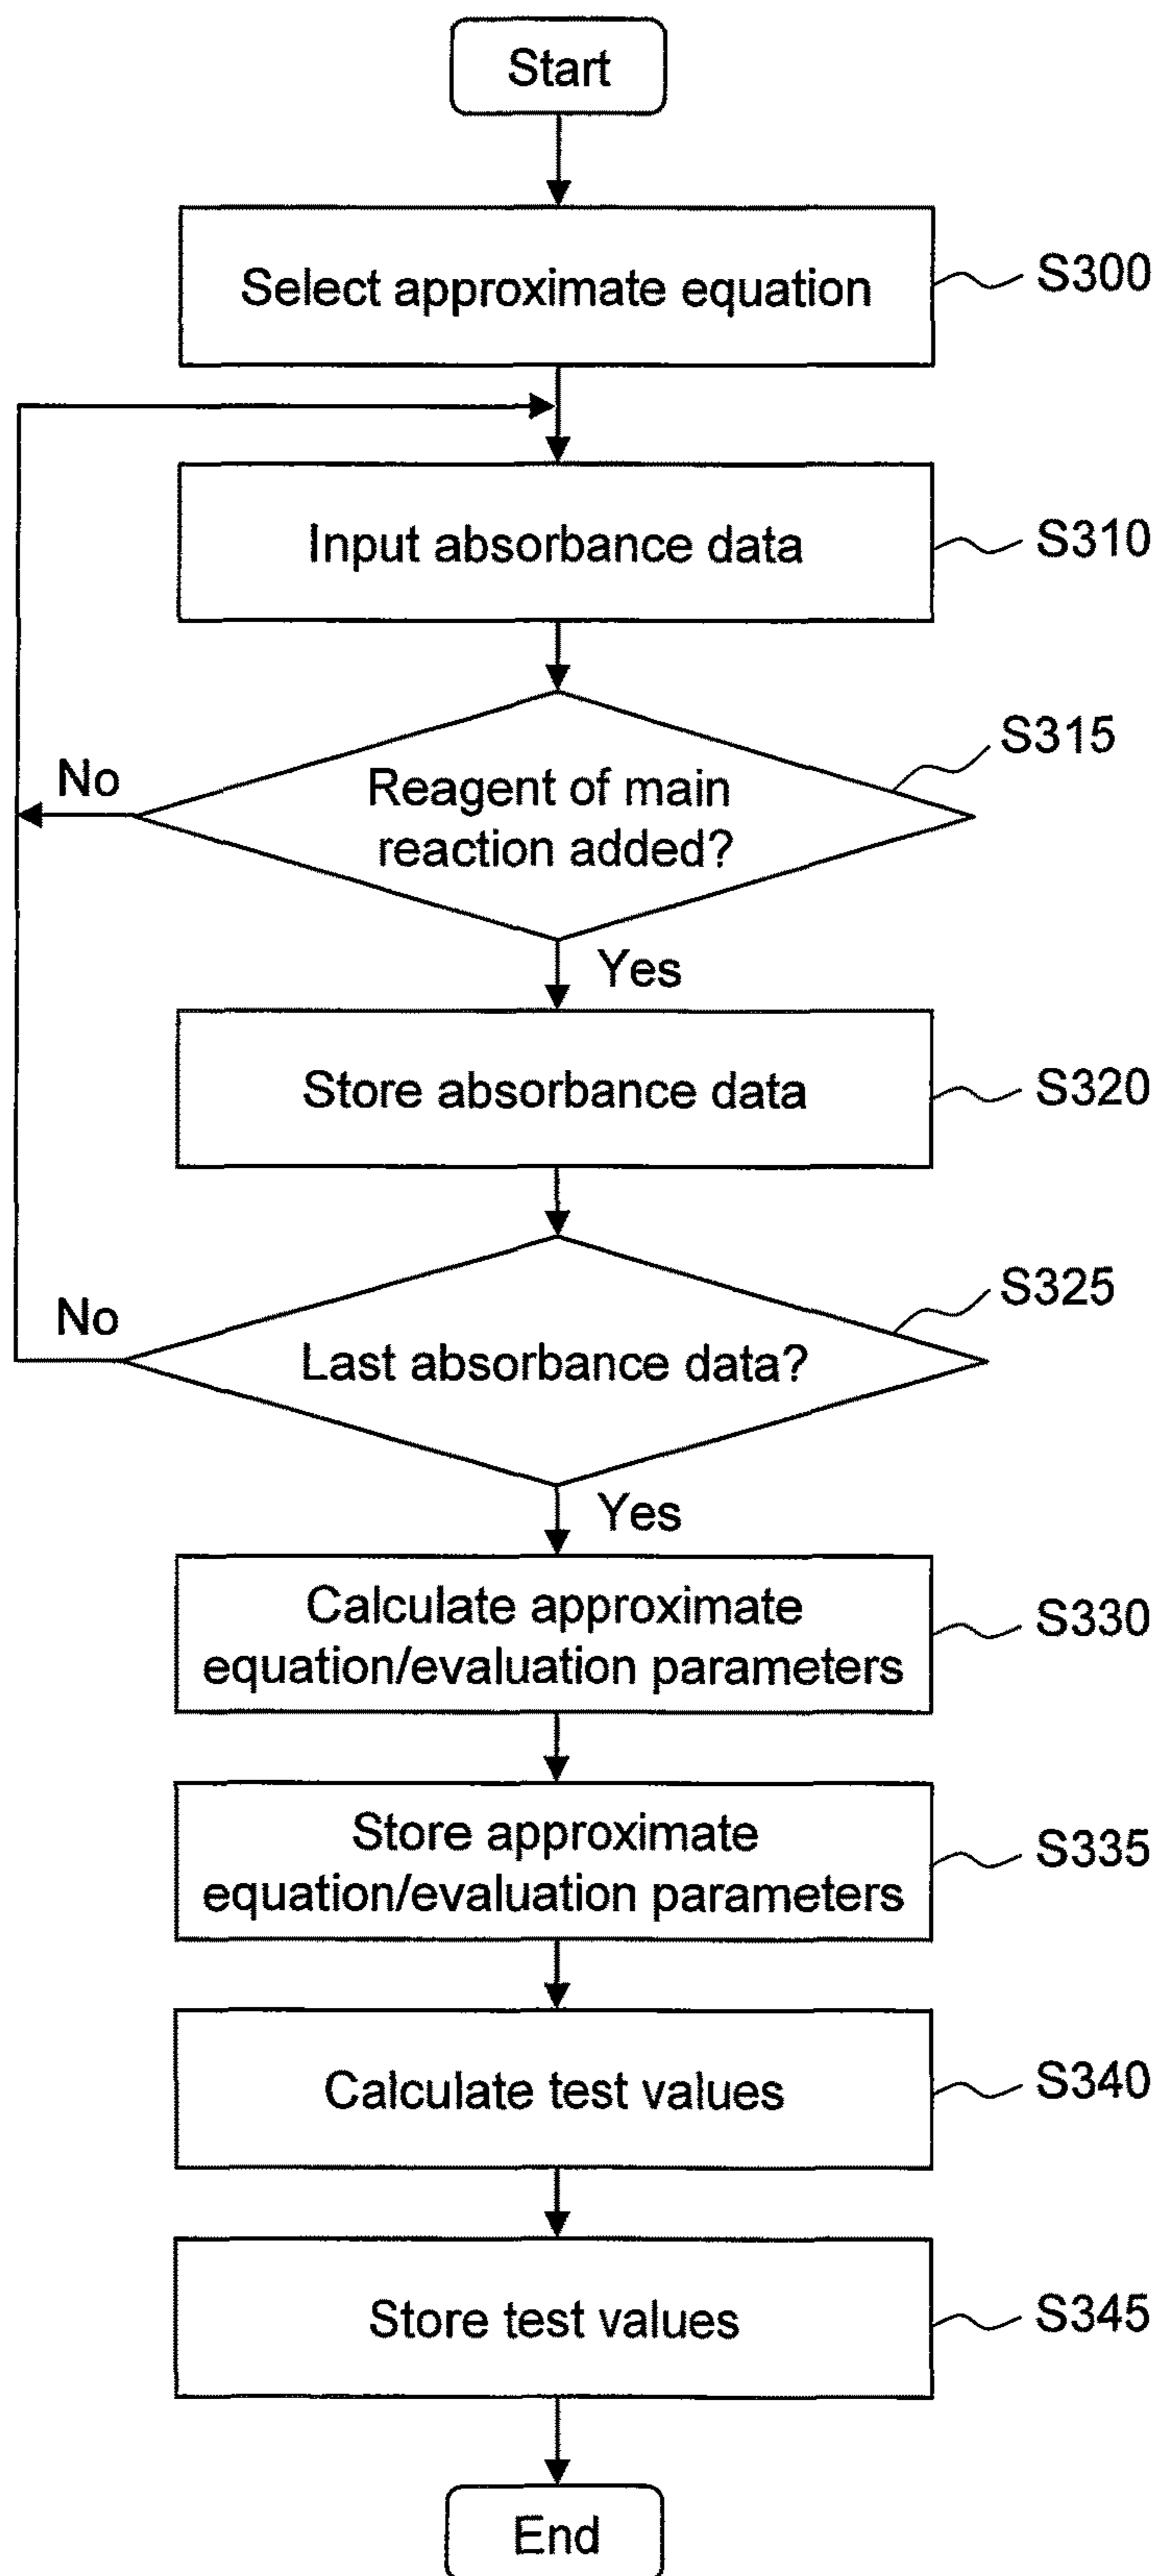 Start
Select approximate equation
S300
Input absorbance data
S310
S315
No
Reagent of main
reaction added?
Yes
Store absorbance data
S320
S325
No
Last absorbance data?
Yes
Calculate approximate
equation/evaluation parameters
S330
Store approximate
equation/evaluation parameters
S335
Calculate test values
S340
Store test values
S345
End